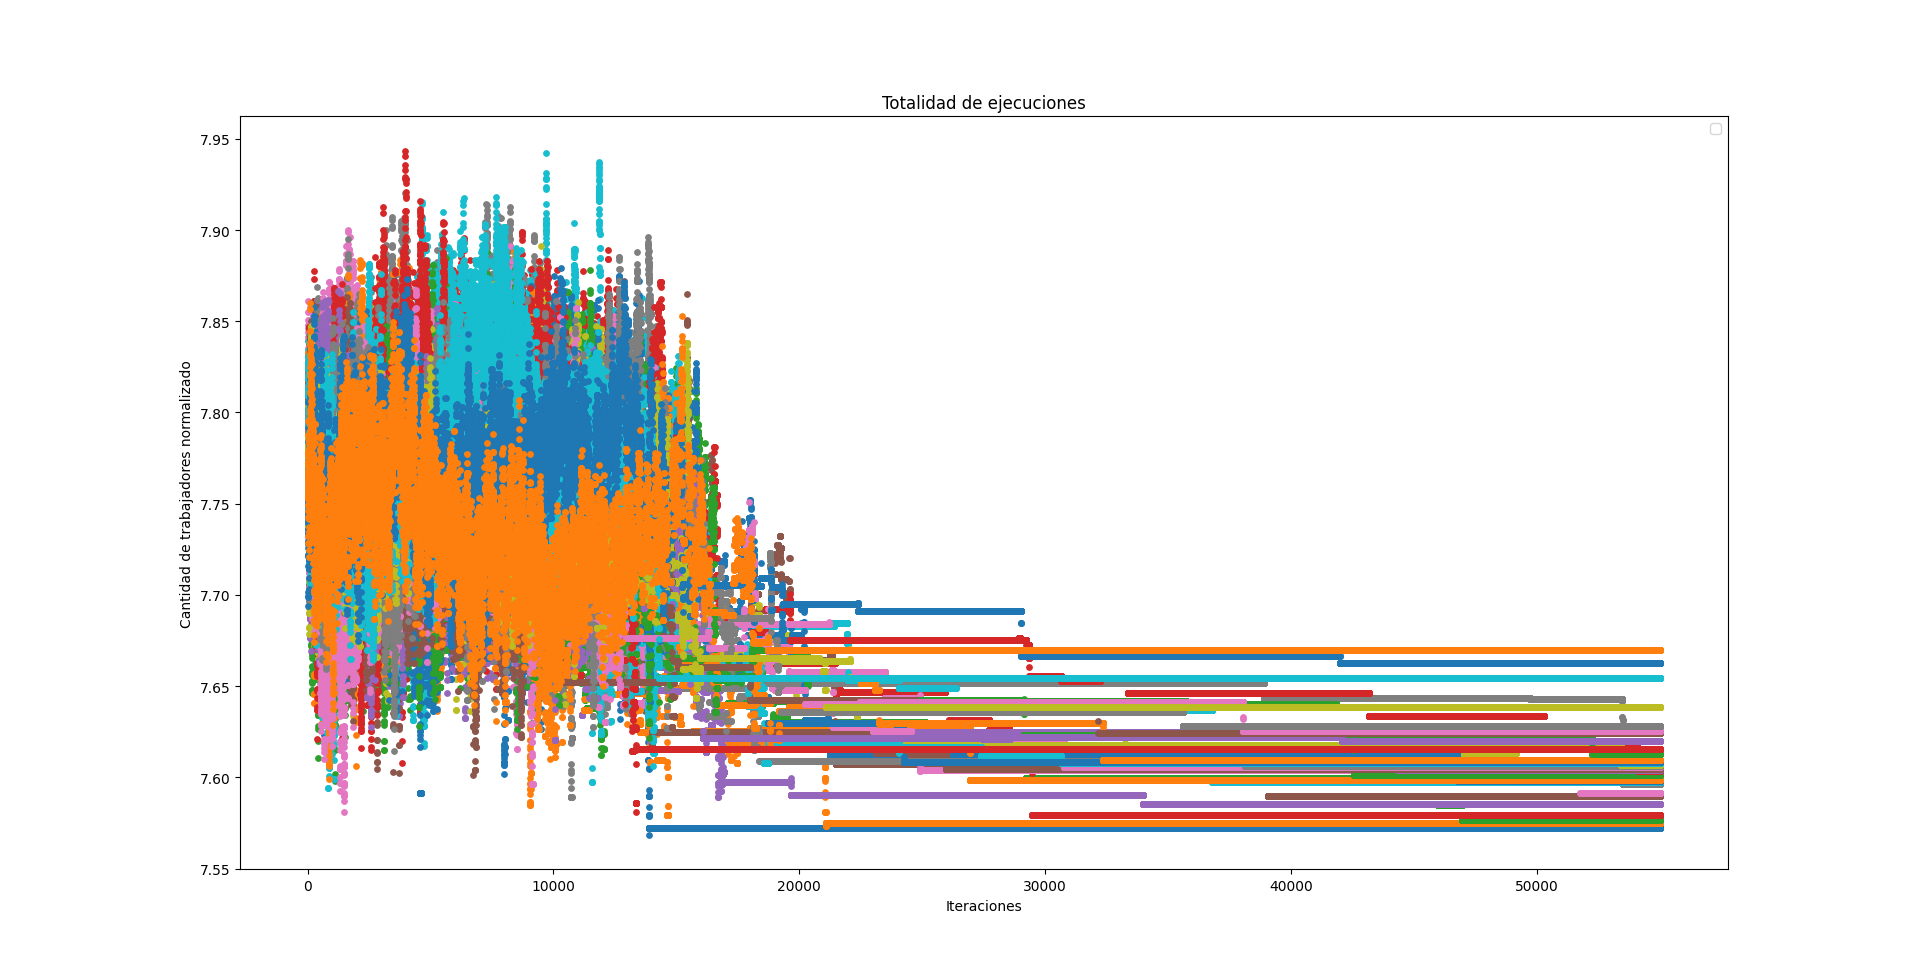 Totalidad de ejecuciones
7.95
7.90
7.85
7.80
7.75
7.70
7.65
7.60
7.55
Cantidad de trabajadores normalizado
0 10000 20000 30000 40000 50000
Iteraciones